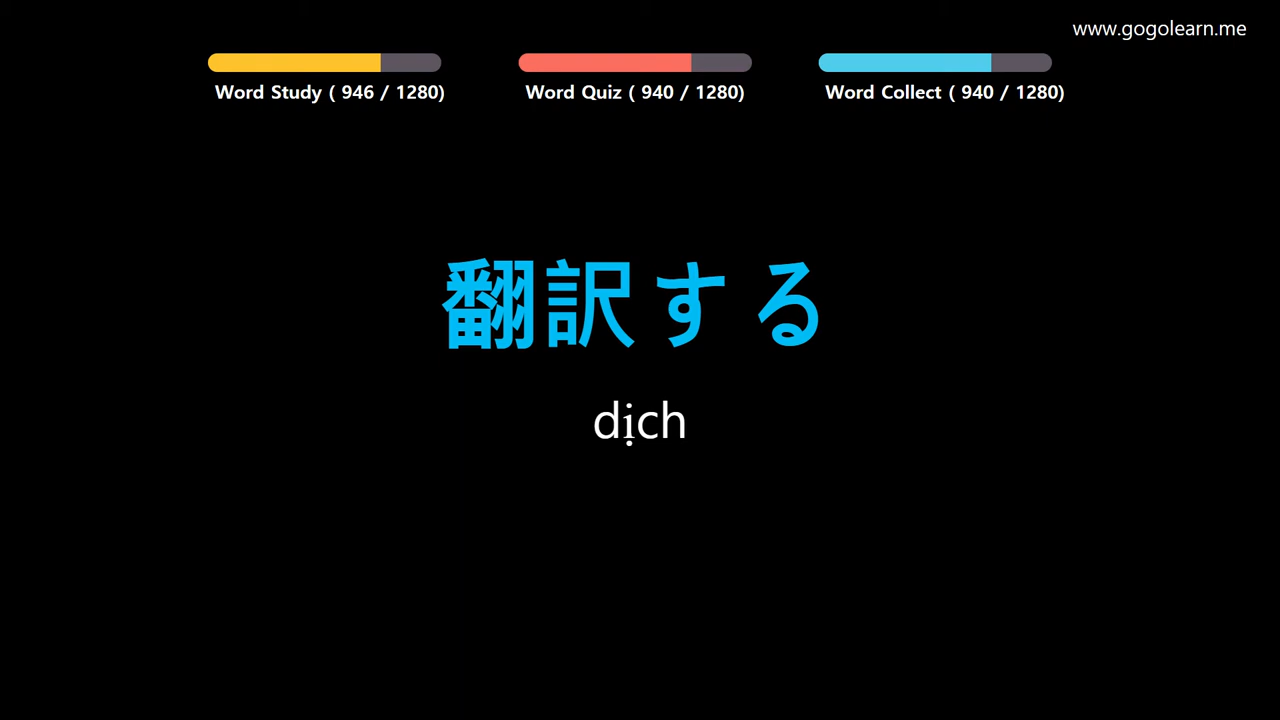 www.gogolearn.me
Word Study ( 946 / 1280)
Word Quiz ( 940 / 1280)
Word Collect ( 940 / 1280)
翻訳する
dịch